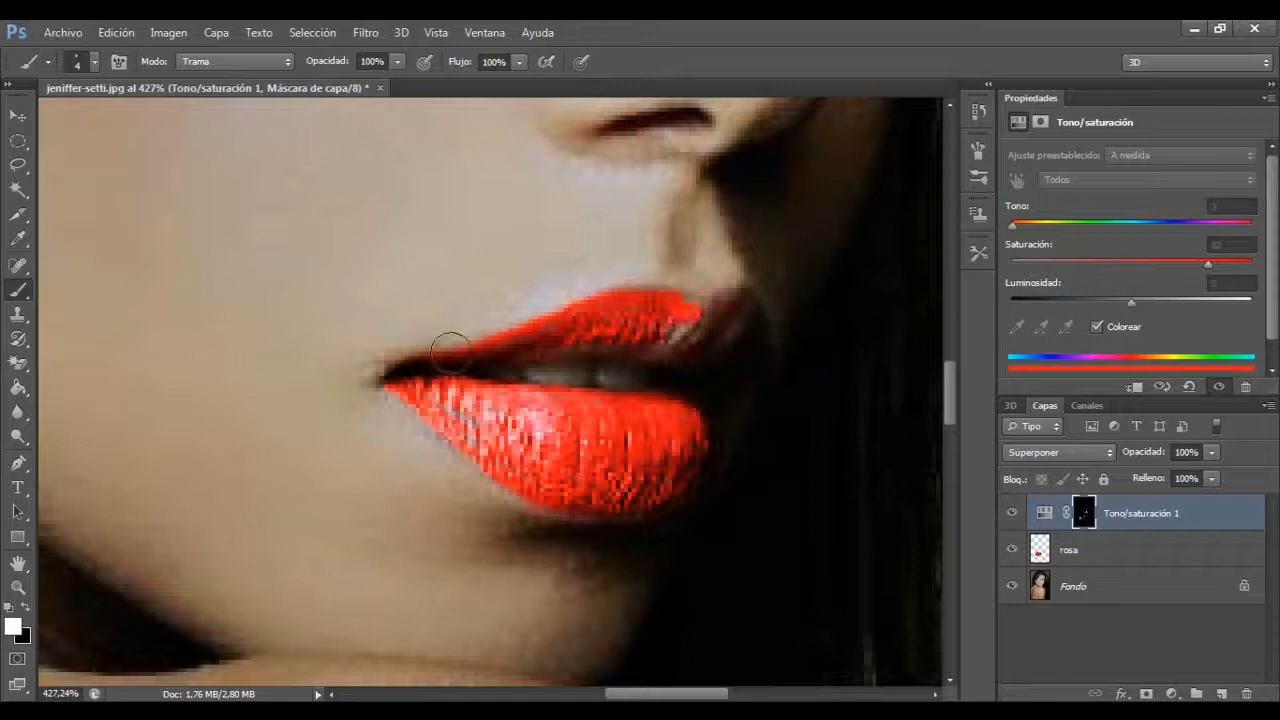 Ps Archivo Edición Imagen Capa Texto Selección Filtro 3D Vista Ventana Ayuda
4 Modo: Trama Opacidad: 100% Flujo: 100% 3D
jeniffer-setti.jpg al 427% (Tono/saturación 1, Máscara de capa/8) * ×
Propiedades
Tono/saturación
Ajuste preestablecido: A medida
Todos
Tono:
Saturación:
Luminosidad:
Colorear
3D Capas Canales
Tipo
Superponer Opacidad: 100%
Bloq.: Relleno: 100%
Tono/saturación 1
rosa
Fondo
T
427,24% Doc: 1,76 MB/2,80 MB
fx